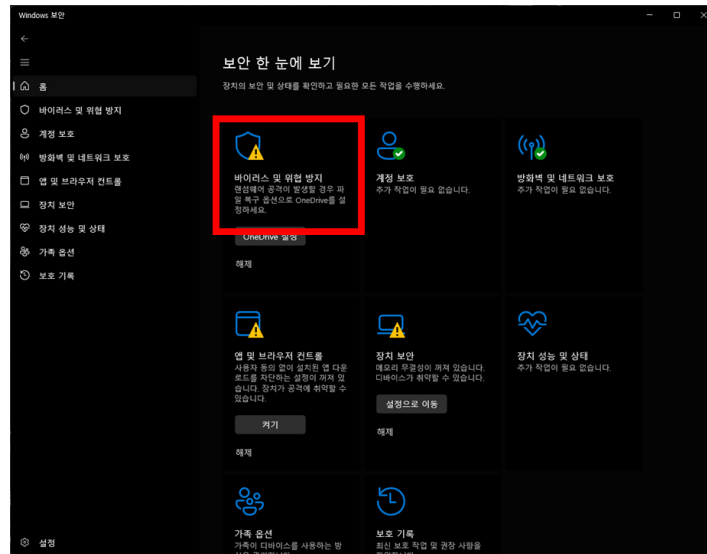 Windows 보안
홈
바이러스 및 위협 방지
계정 보호
방화벽 및 네트워크 보호
앱 및 브라우저 컨트롤
장치 보안
장치 성능 및 상태
가족 옵션
보호 기록
설정
보안 한 눈에 보기
장치의 보안 및 상태를 확인하고 필요한 모든 작업을 수행하세요.
바이러스 및 위협 방지
랜섬웨어 공격이 발생할 경우 파
일 복구 옵션으로 OneDrive를 설
정하세요.
OneDrive 설정
해제
계정 보호
추가 작업이 필요 없습니다.
방화벽 및 네트워크 보호
추가 작업이 필요 없습니다.
앱 및 브라우저 컨트롤
사용자 동의 없이 설치된 앱 다운
로드를 차단하는 설정이 꺼져 있
습니다. 장치가 공격에 취약할 수
있습니다.
켜기
해제
장치 보안
메모리 무결성이 꺼져 있습니다.
디바이스가 취약할 수 있습니다.
설정으로 이동
해제
장치 성능 및 상태
추가 작업이 필요 없습니다.
가족 옵션
가족이 디바이스를 사용하는 방
보호 기록
최신 보호 작업 및 권장 사항을